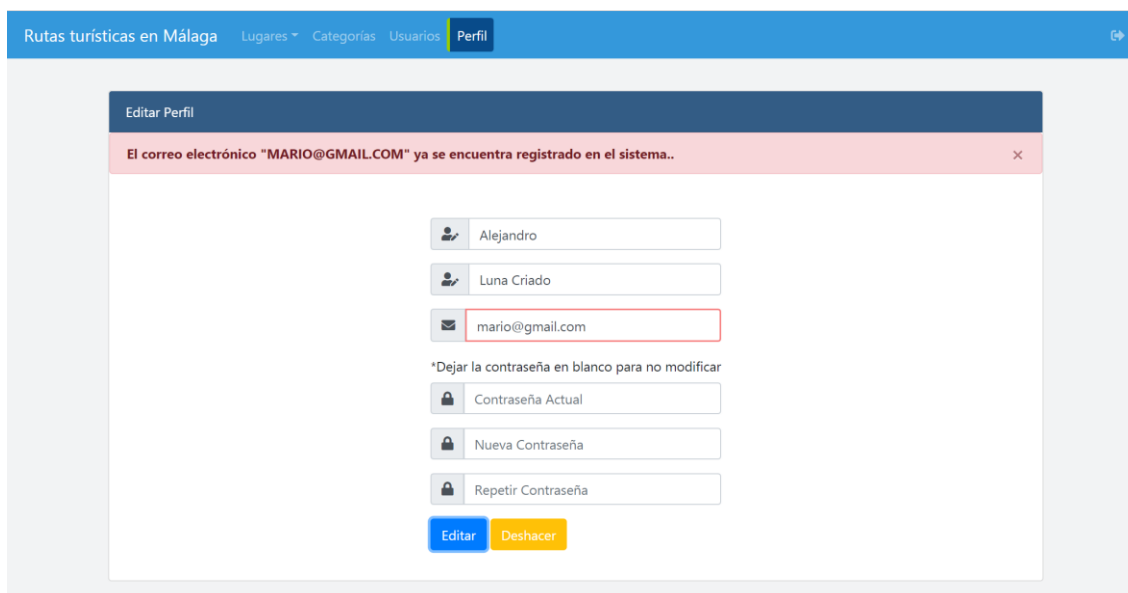 Rutas turísticas en Málaga Lugares Categorías Usuarios Perfil
Editar Perfil
El correo electrónico "MARIO@GMAIL.COM" ya se encuentra registrado en el sistema.. ×
Alejandro
Luna Criado
mario@gmail.com
*Dejar la contraseña en blanco para no modificar
Contraseña Actual
Nueva Contraseña
Repetir Contraseña
Editar Deshacer